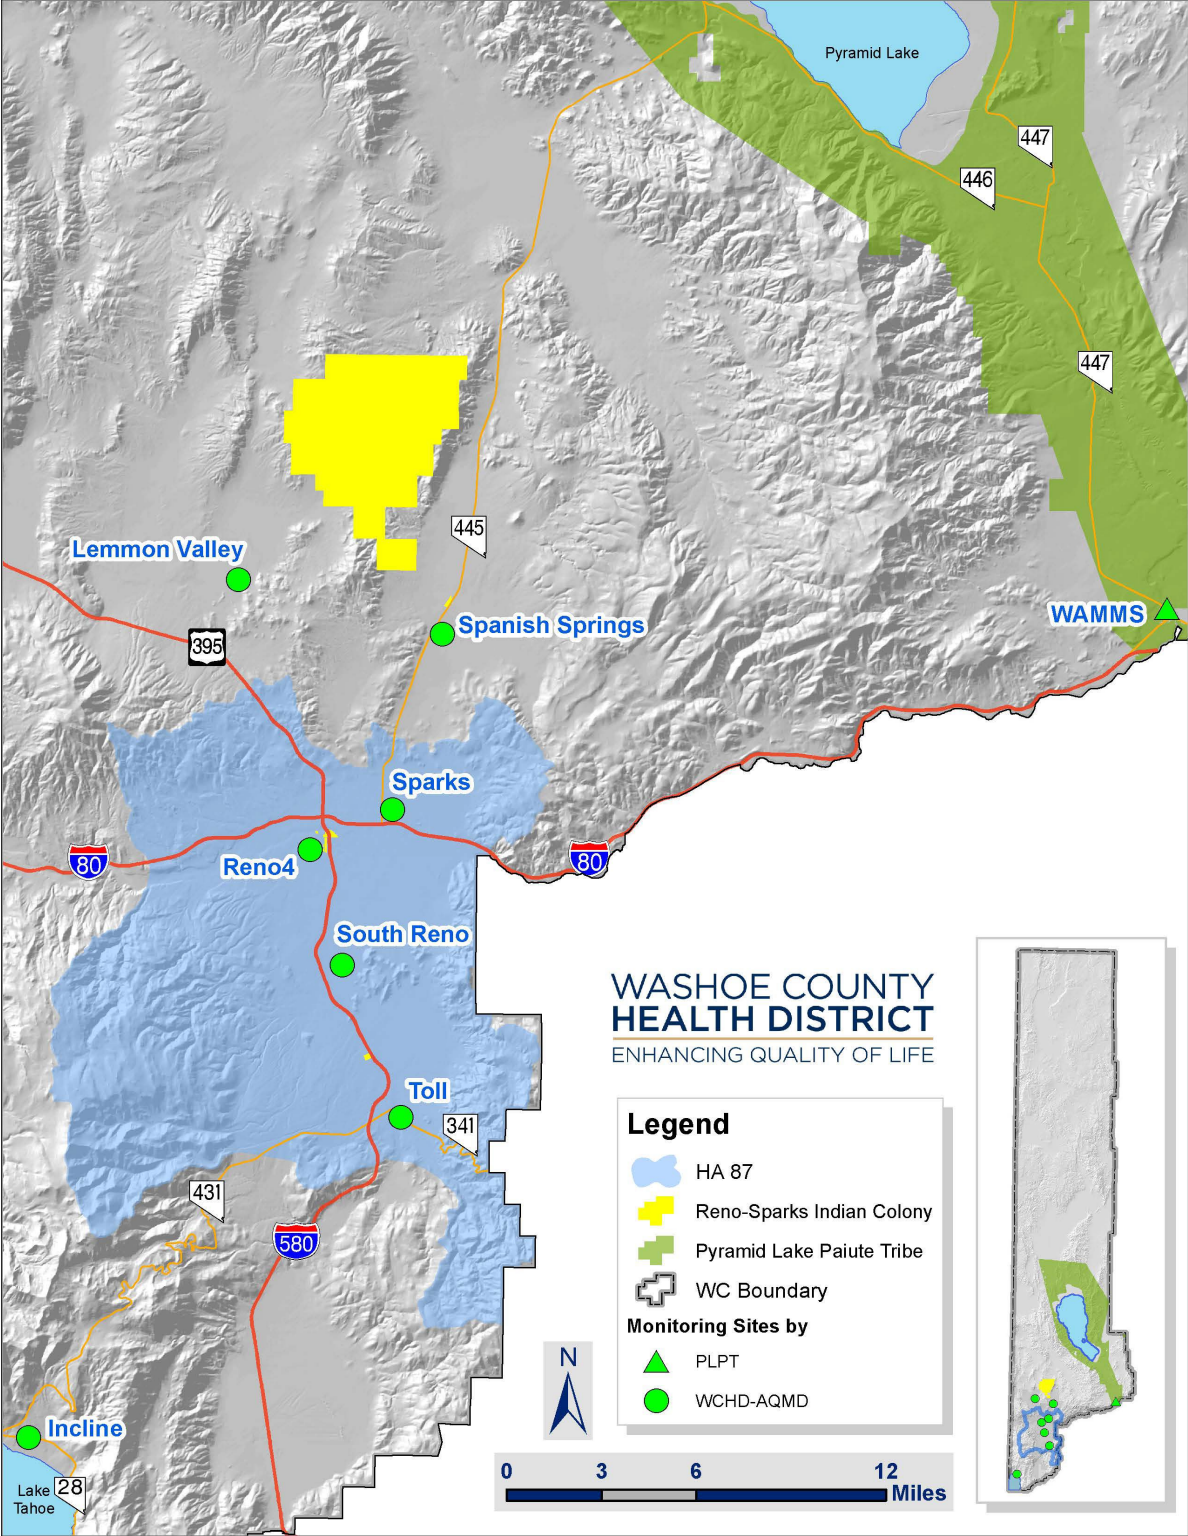 Pyramid Lake
447
446
447
445
Lemmon Valley
WAMMS
Spanish Springs
395
Sparks
80
80
Reno4
South Reno
Toll
341
431
580
Incline
Lake
Tahoe
28
WASHOE COUNTY
HEALTH DISTRICT
ENHANCING QUALITY OF LIFE
Legend
HA 87
Reno-Sparks Indian Colony
Pyramid Lake Paiute Tribe
WC Boundary
Monitoring Sites by
PLPT
WCHD-AQMD
N
0 3 6 12
Miles